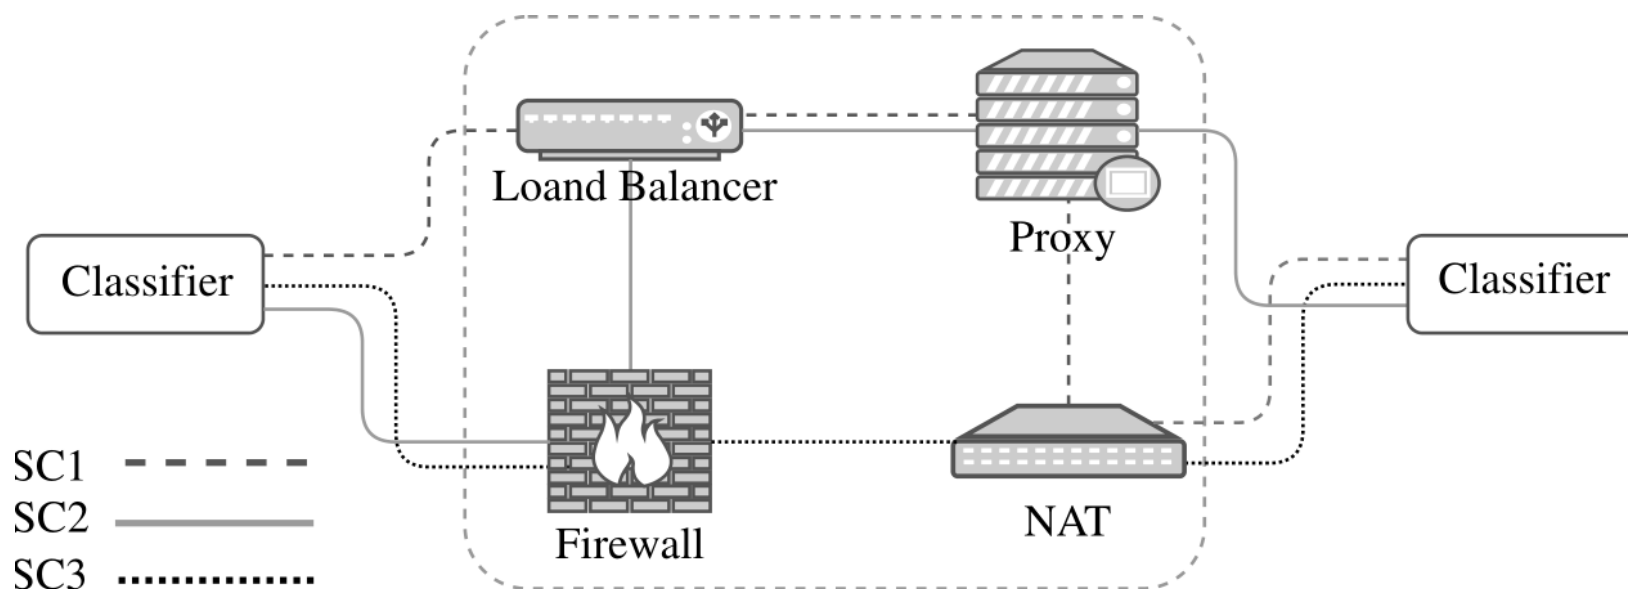 Loand Balancer
Proxy
Classifier
Classifier
SC1
SC2
SC3
Firewall
NAT